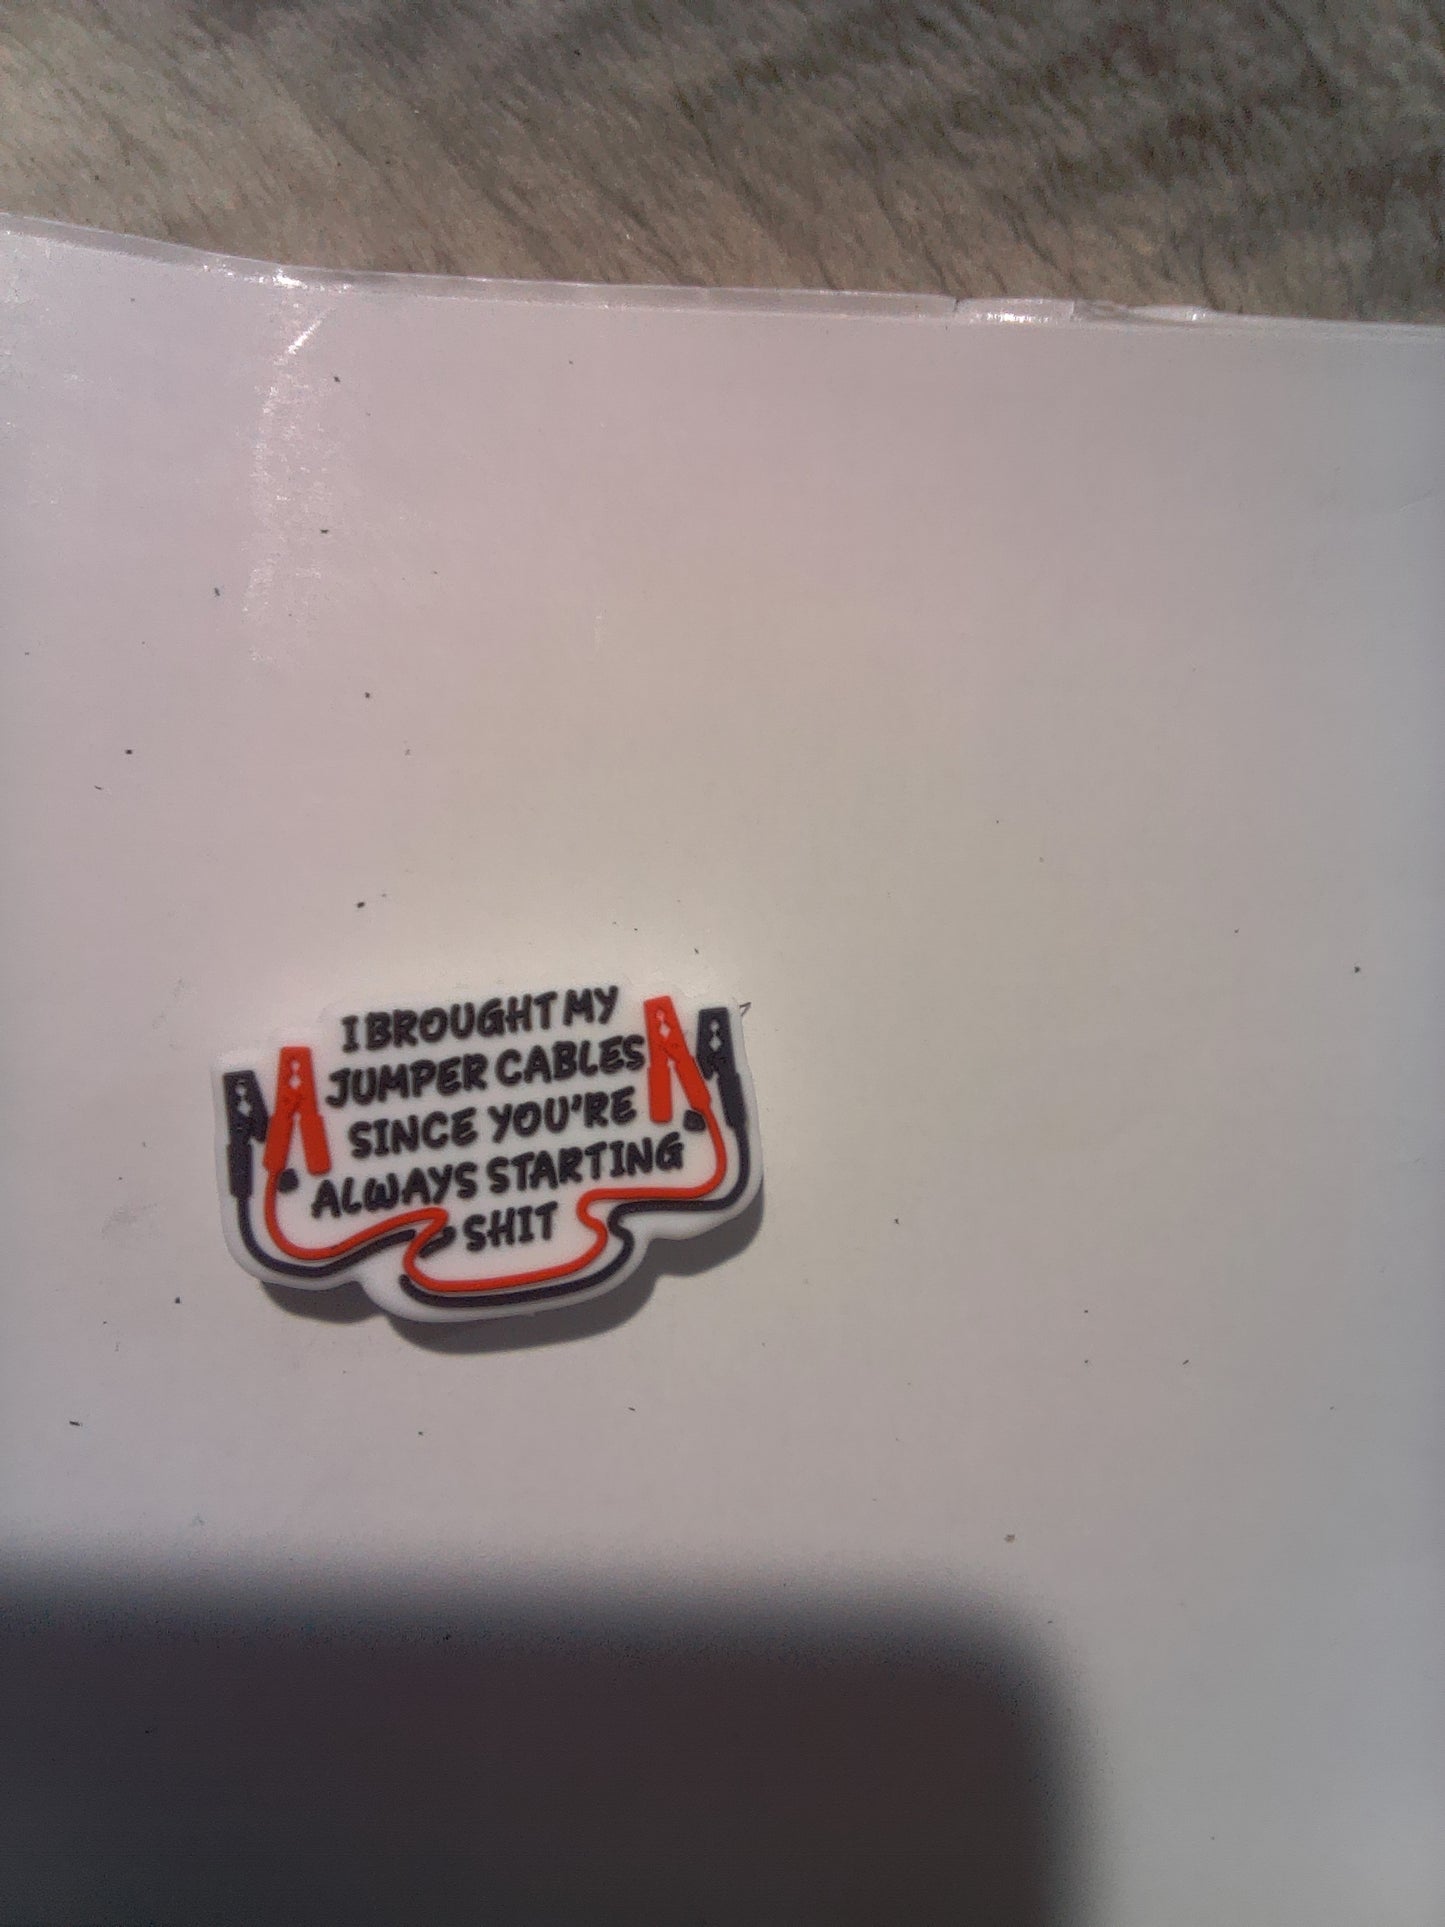 I BROUGHT MY
JUMPER CABLES
SINCE YOU'RE
ALWAYS STARTING
SHIT